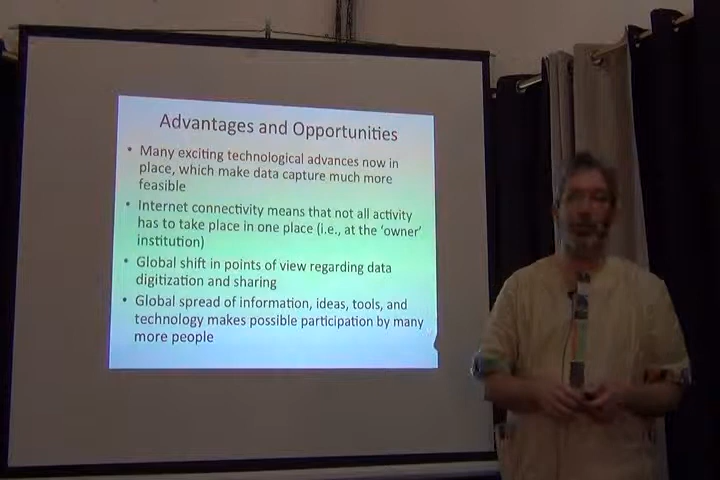 Advantages and Opportunities
• Many exciting technological advances now in
place, which make data capture much more
feasible
• Internet connectivity means that not all activity
has to take place in one place (i.e., at the ‘owner’
institution)
• Global shift in points of view regarding data
digitization and sharing
• Global spread of information, ideas, tools, and
technology makes possible participation by many
more people